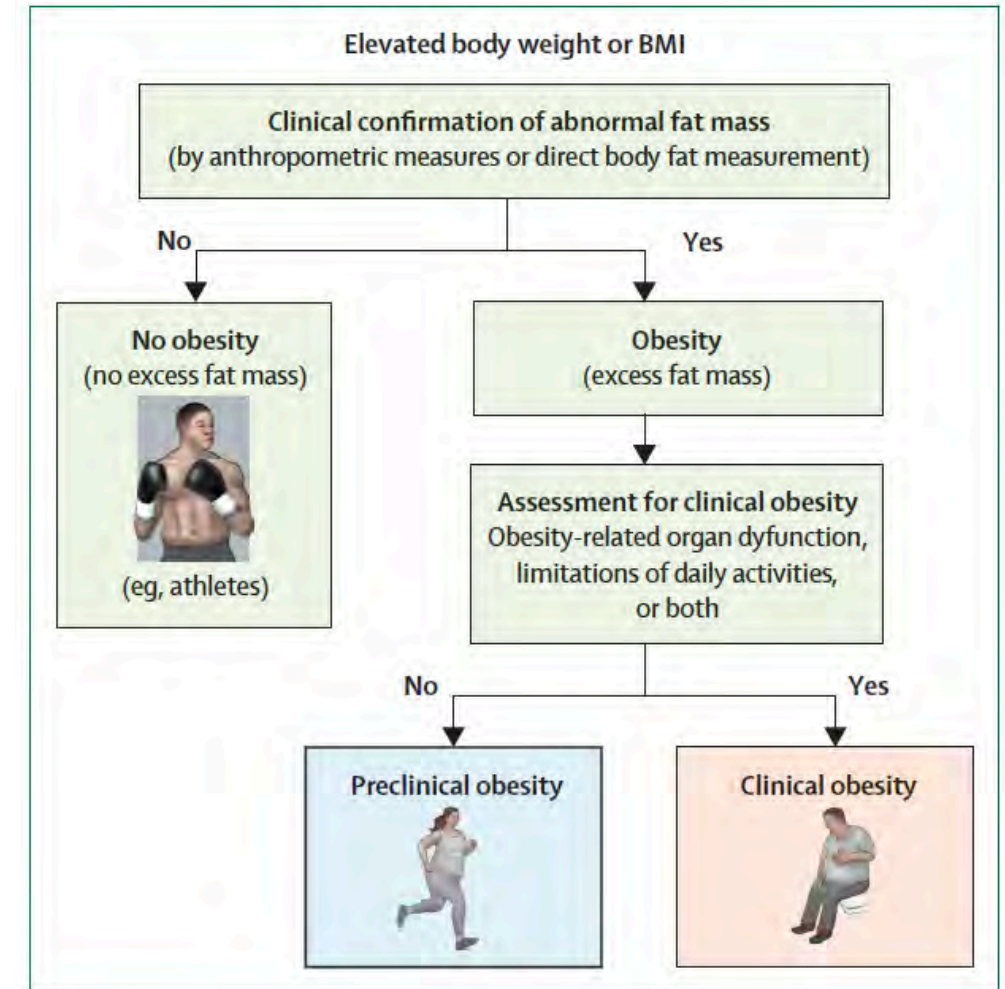 Elevated body weight or BMI
Clinical confirmation of abnormal fat mass
(by anthropometric measures or direct body fat measurement)
No
Yes
No obesity
(no excess fat mass)
(eg, athletes)
Obesity
(excess fat mass)
Assessment for clinical obesity
Obesity-related organ dyfunction,
limitations of daily activities,
or both
No
Yes
Preclinical obesity
Clinical obesity